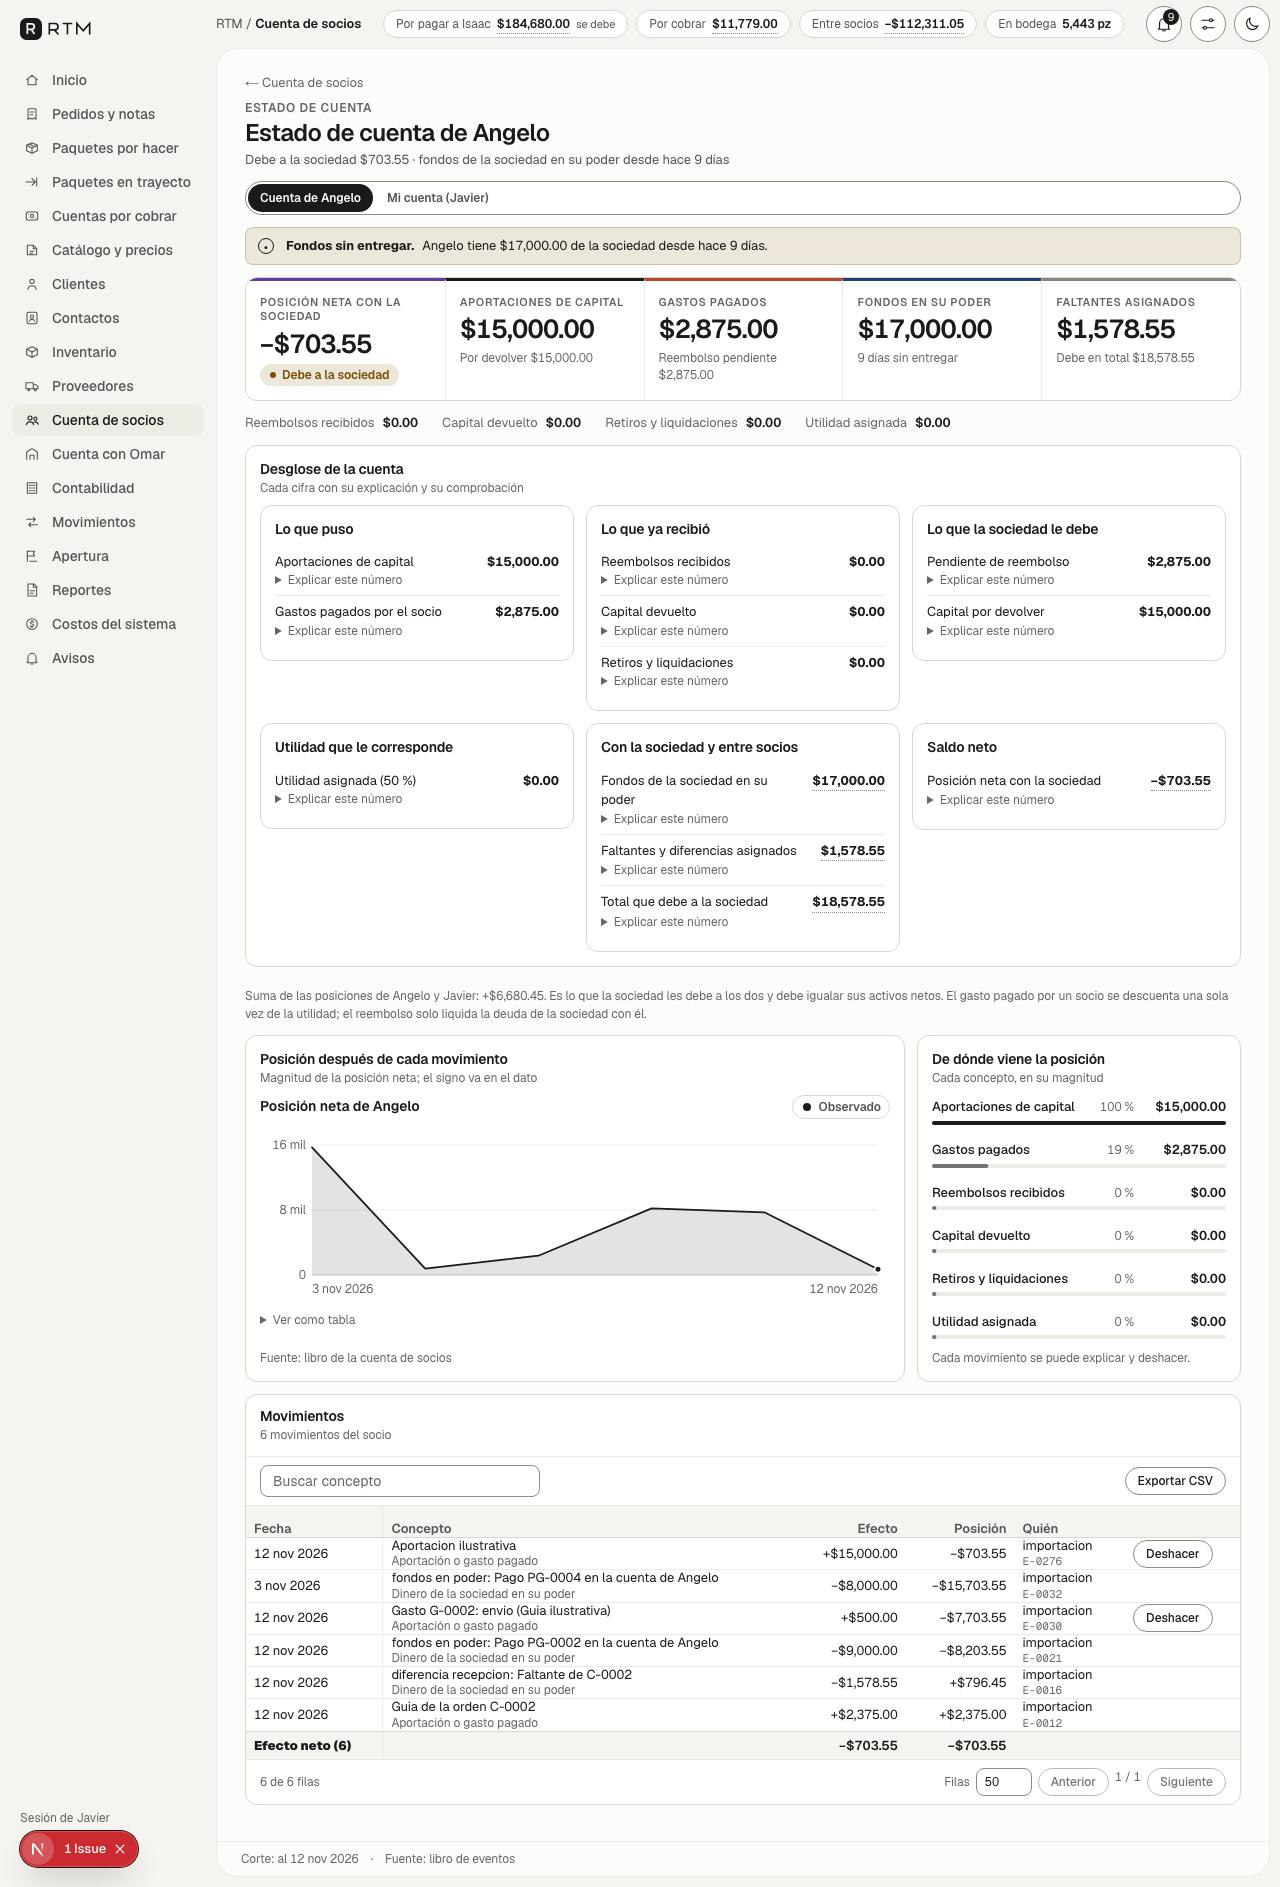 R RTM
RTM / Cuenta de socios
Por pagar a Isaac $184,680.00 se debe
Por cobrar $11,779.00
Entre socios −$112,311.05
En bodega 5,443 pz
9
Inicio
Pedidos y notas
Paquetes por hacer
Paquetes en trayecto
Cuentas por cobrar
Catálogo y precios
Clientes
Contactos
Inventario
Proveedores
Cuenta de socios
Cuenta con Omar
Contabilidad
Movimientos
Apertura
Reportes
Costos del sistema
Avisos
Sesión de Javier
N 1 Issue ×
← Cuenta de socios
ESTADO DE CUENTA
Estado de cuenta de Angelo
Debe a la sociedad $703.55 · fondos de la sociedad en su poder desde hace 9 días
Cuenta de Angelo Mi cuenta (Javier)
Fondos sin entregar. Angelo tiene $17,000.00 de la sociedad desde hace 9 días.
POSICIÓN NETA CON LA
SOCIEDAD
−$703.55
Debe a la sociedad
APORTACIONES DE CAPITAL
$15,000.00
Por devolver $15,000.00
GASTOS PAGADOS
$2,875.00
Reembolso pendiente
$2,875.00
FONDOS EN SU PODER
$17,000.00
9 días sin entregar
FALTANTES ASIGNADOS
$1,578.55
Debe en total $18,578.55
Reembolsos recibidos $0.00 Capital devuelto $0.00 Retiros y liquidaciones $0.00 Utilidad asignada $0.00
Desglose de la cuenta
Cada cifra con su explicación y su comprobación
Lo que puso
Aportaciones de capital $15,000.00
▶ Explicar este número
Gastos pagados por el socio $2,875.00
▶ Explicar este número
Lo que ya recibió
Reembolsos recibidos $0.00
▶ Explicar este número
Capital devuelto $0.00
▶ Explicar este número
Retiros y liquidaciones $0.00
▶ Explicar este número
Lo que la sociedad le debe
Pendiente de reembolso $2,875.00
▶ Explicar este número
Capital por devolver $15,000.00
▶ Explicar este número
Utilidad que le corresponde
Utilidad asignada (50 %) $0.00
▶ Explicar este número
Con la sociedad y entre socios
Fondos de la sociedad en su $17,000.00
poder
▶ Explicar este número
Faltantes y diferencias asignados $1,578.55
▶ Explicar este número
Total que debe a la sociedad $18,578.55
▶ Explicar este número
Saldo neto
Posición neta con la sociedad −$703.55
▶ Explicar este número
Suma de las posiciones de Angelo y Javier: +$6,680.45. Es lo que la sociedad les debe a los dos y debe igualar sus activos netos. El gasto pagado por un socio se descuenta una sola
vez de la utilidad; el reembolso solo liquida la deuda de la sociedad con él.
Posición después de cada movimiento
Magnitud de la posición neta; el signo va en el dato
Posición neta de Angelo
Observado
16 mil
8 mil
0
3 nov 2026 12 nov 2026
▶ Ver como tabla
Fuente: libro de la cuenta de socios
De dónde viene la posición
Cada concepto, en su magnitud
Aportaciones de capital 100 % $15,000.00
Gastos pagados 19 % $2,875.00
Reembolsos recibidos 0 % $0.00
Capital devuelto 0 % $0.00
Retiros y liquidaciones 0 % $0.00
Utilidad asignada 0 % $0.00
Cada movimiento se puede explicar y deshacer.
Movimientos
6 movimientos del socio
Buscar concepto
Exportar CSV
Fecha Concepto Efecto Posición Quién
12 nov 2026 Aportacion ilustrativa +$15,000.00 −$703.55 importacion Deshacer
Aportación o gasto pagado E-0276
3 nov 2026 fondos en poder: Pago PG-0004 en la cuenta de Angelo −$8,000.00 −$15,703.55 importacion
Dinero de la sociedad en su poder E-0032
12 nov 2026 Gasto G-0002: envio (Guia ilustrativa) +$500.00 −$7,703.55 importacion Deshacer
Aportación o gasto pagado E-0030
12 nov 2026 fondos en poder: Pago PG-0002 en la cuenta de Angelo −$9,000.00 −$8,203.55 importacion
Dinero de la sociedad en su poder E-0021
12 nov 2026 diferencia recepcion: Faltante de C-0002 −$1,578.55 +$796.45 importacion
Dinero de la sociedad en su poder E-0016
12 nov 2026 Guia de la orden C-0002 +$2,375.00 +$2,375.00 importacion
Aportación o gasto pagado E-0012
Efecto neto (6) −$703.55 −$703.55
6 de 6 filas
Filas 50 Anterior 1 / 1 Siguiente
Corte: al 12 nov 2026 · Fuente: libro de eventos